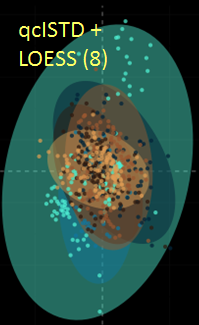 qcISTD +
LOESS (8)